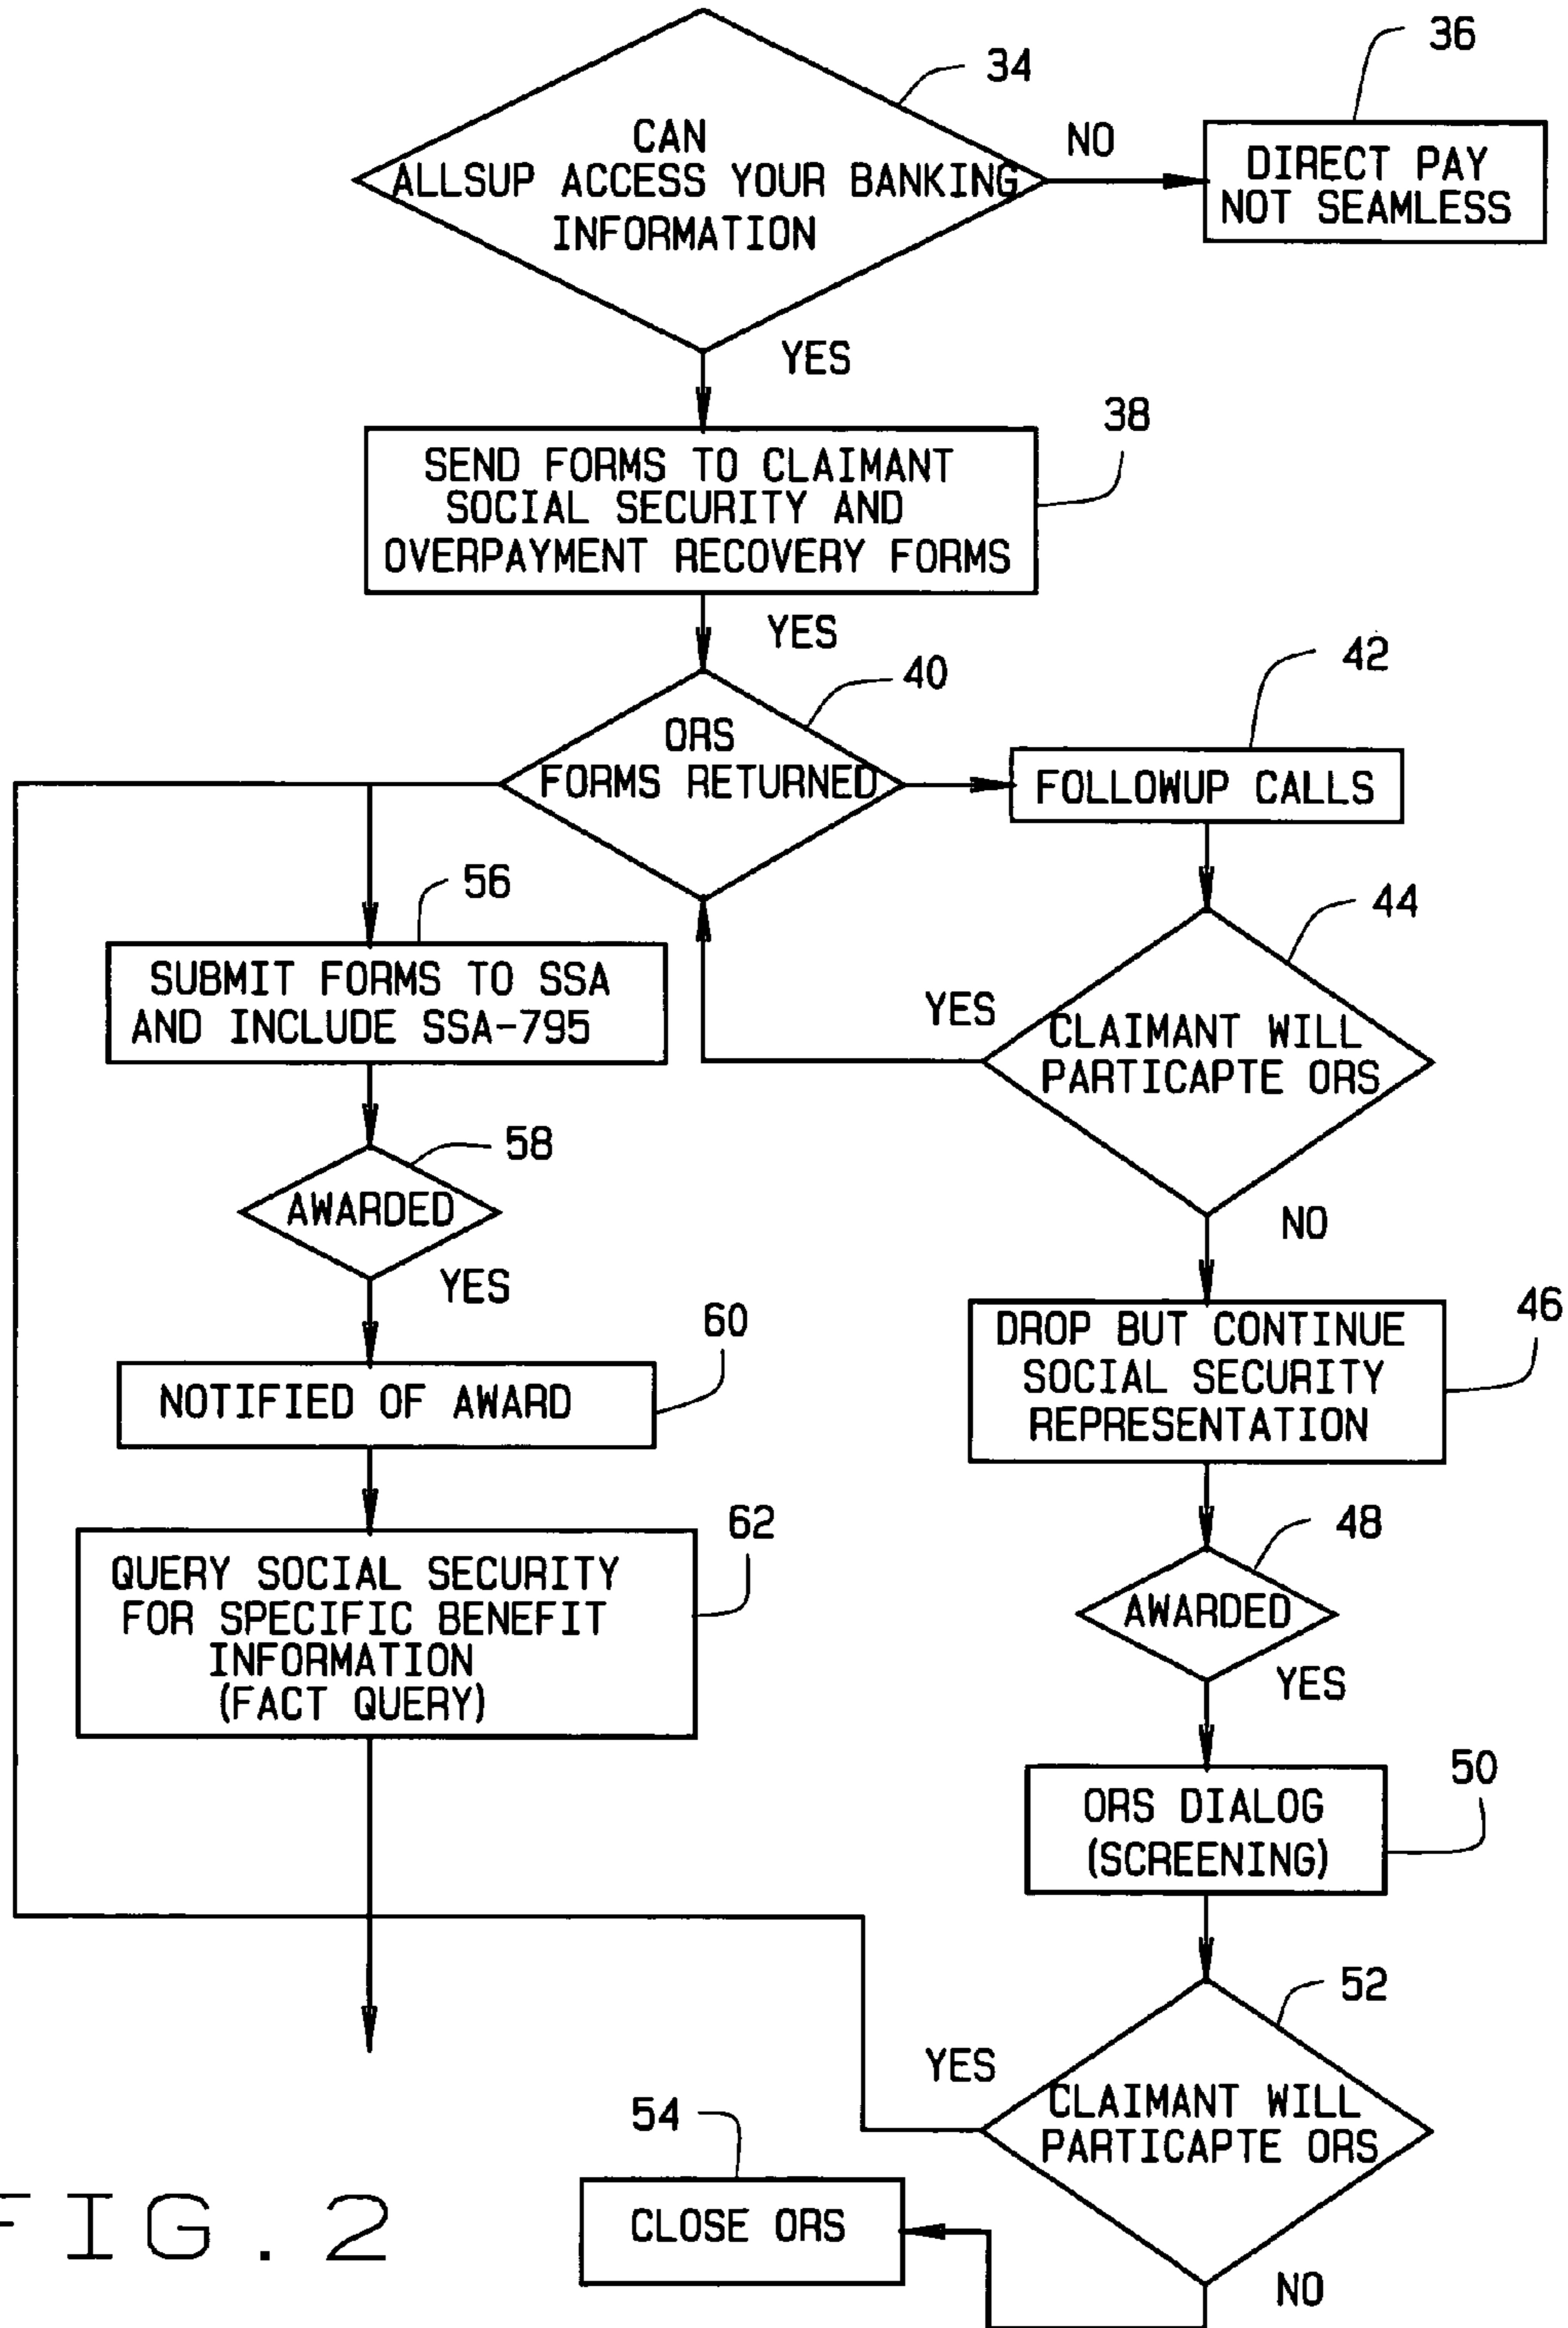 34
36
CAN
ALLSUP ACCESS YOUR BANKING
INFORMATION
NO
DIRECT PAY
NOT SEAMLESS
YES
38
SEND FORMS TO CLAIMANT
SOCIAL SECURITY AND
OVERPAYMENT RECOVERY FORMS
YES
40
42
ORS
FORMS RETURNED
FOLLOWUP CALLS
56
44
SUBMIT FORMS TO SSA
AND INCLUDE SSA-795
YES
CLAIMANT WILL
PARTICAPTE ORS
58
AWARDED
NO
YES
60
46
NOTIFIED OF AWARD
DROP BUT CONTINUE
SOCIAL SECURITY
REPRESENTATION
62
48
QUERY SOCIAL SECURITY
FOR SPECIFIC BENEFIT
INFORMATION
(FACT QUERY)
AWARDED
YES
50
ORS DIALOG
(SCREENING)
52
YES
CLAIMANT WILL
PARTICAPTE ORS
54
CLOSE ORS
NO
FIG. 2